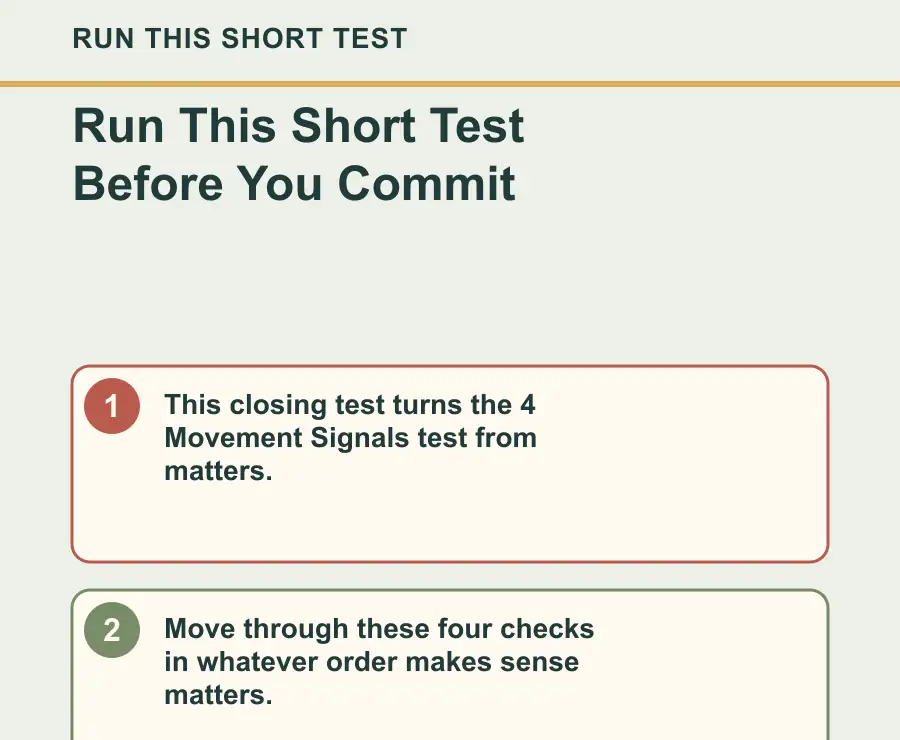 RUN THIS SHORT TEST
Run This Short Test
Before You Commit
1
This closing test turns the 4
Movement Signals test from
matters.
2
Move through these four checks
in whatever order makes sense
matters.